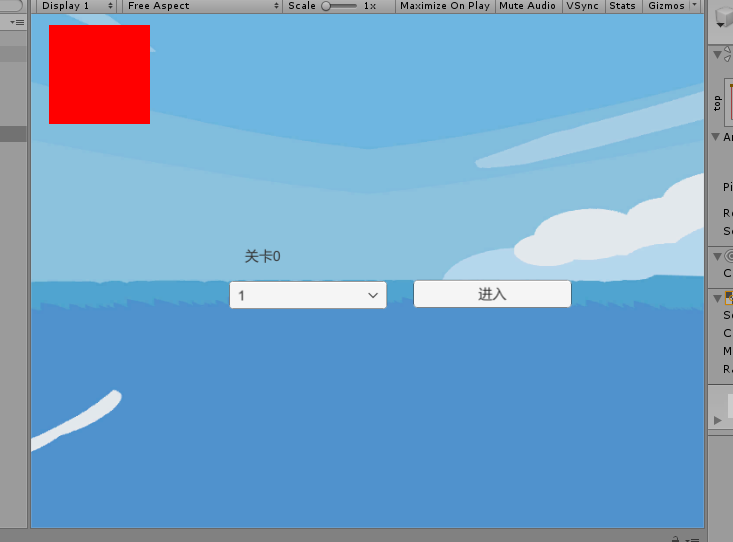 Display 1 Free Aspect Scale 1x Maximize On Play Mute Audio VSync Stats Gizmos
top
关卡0
1 进入